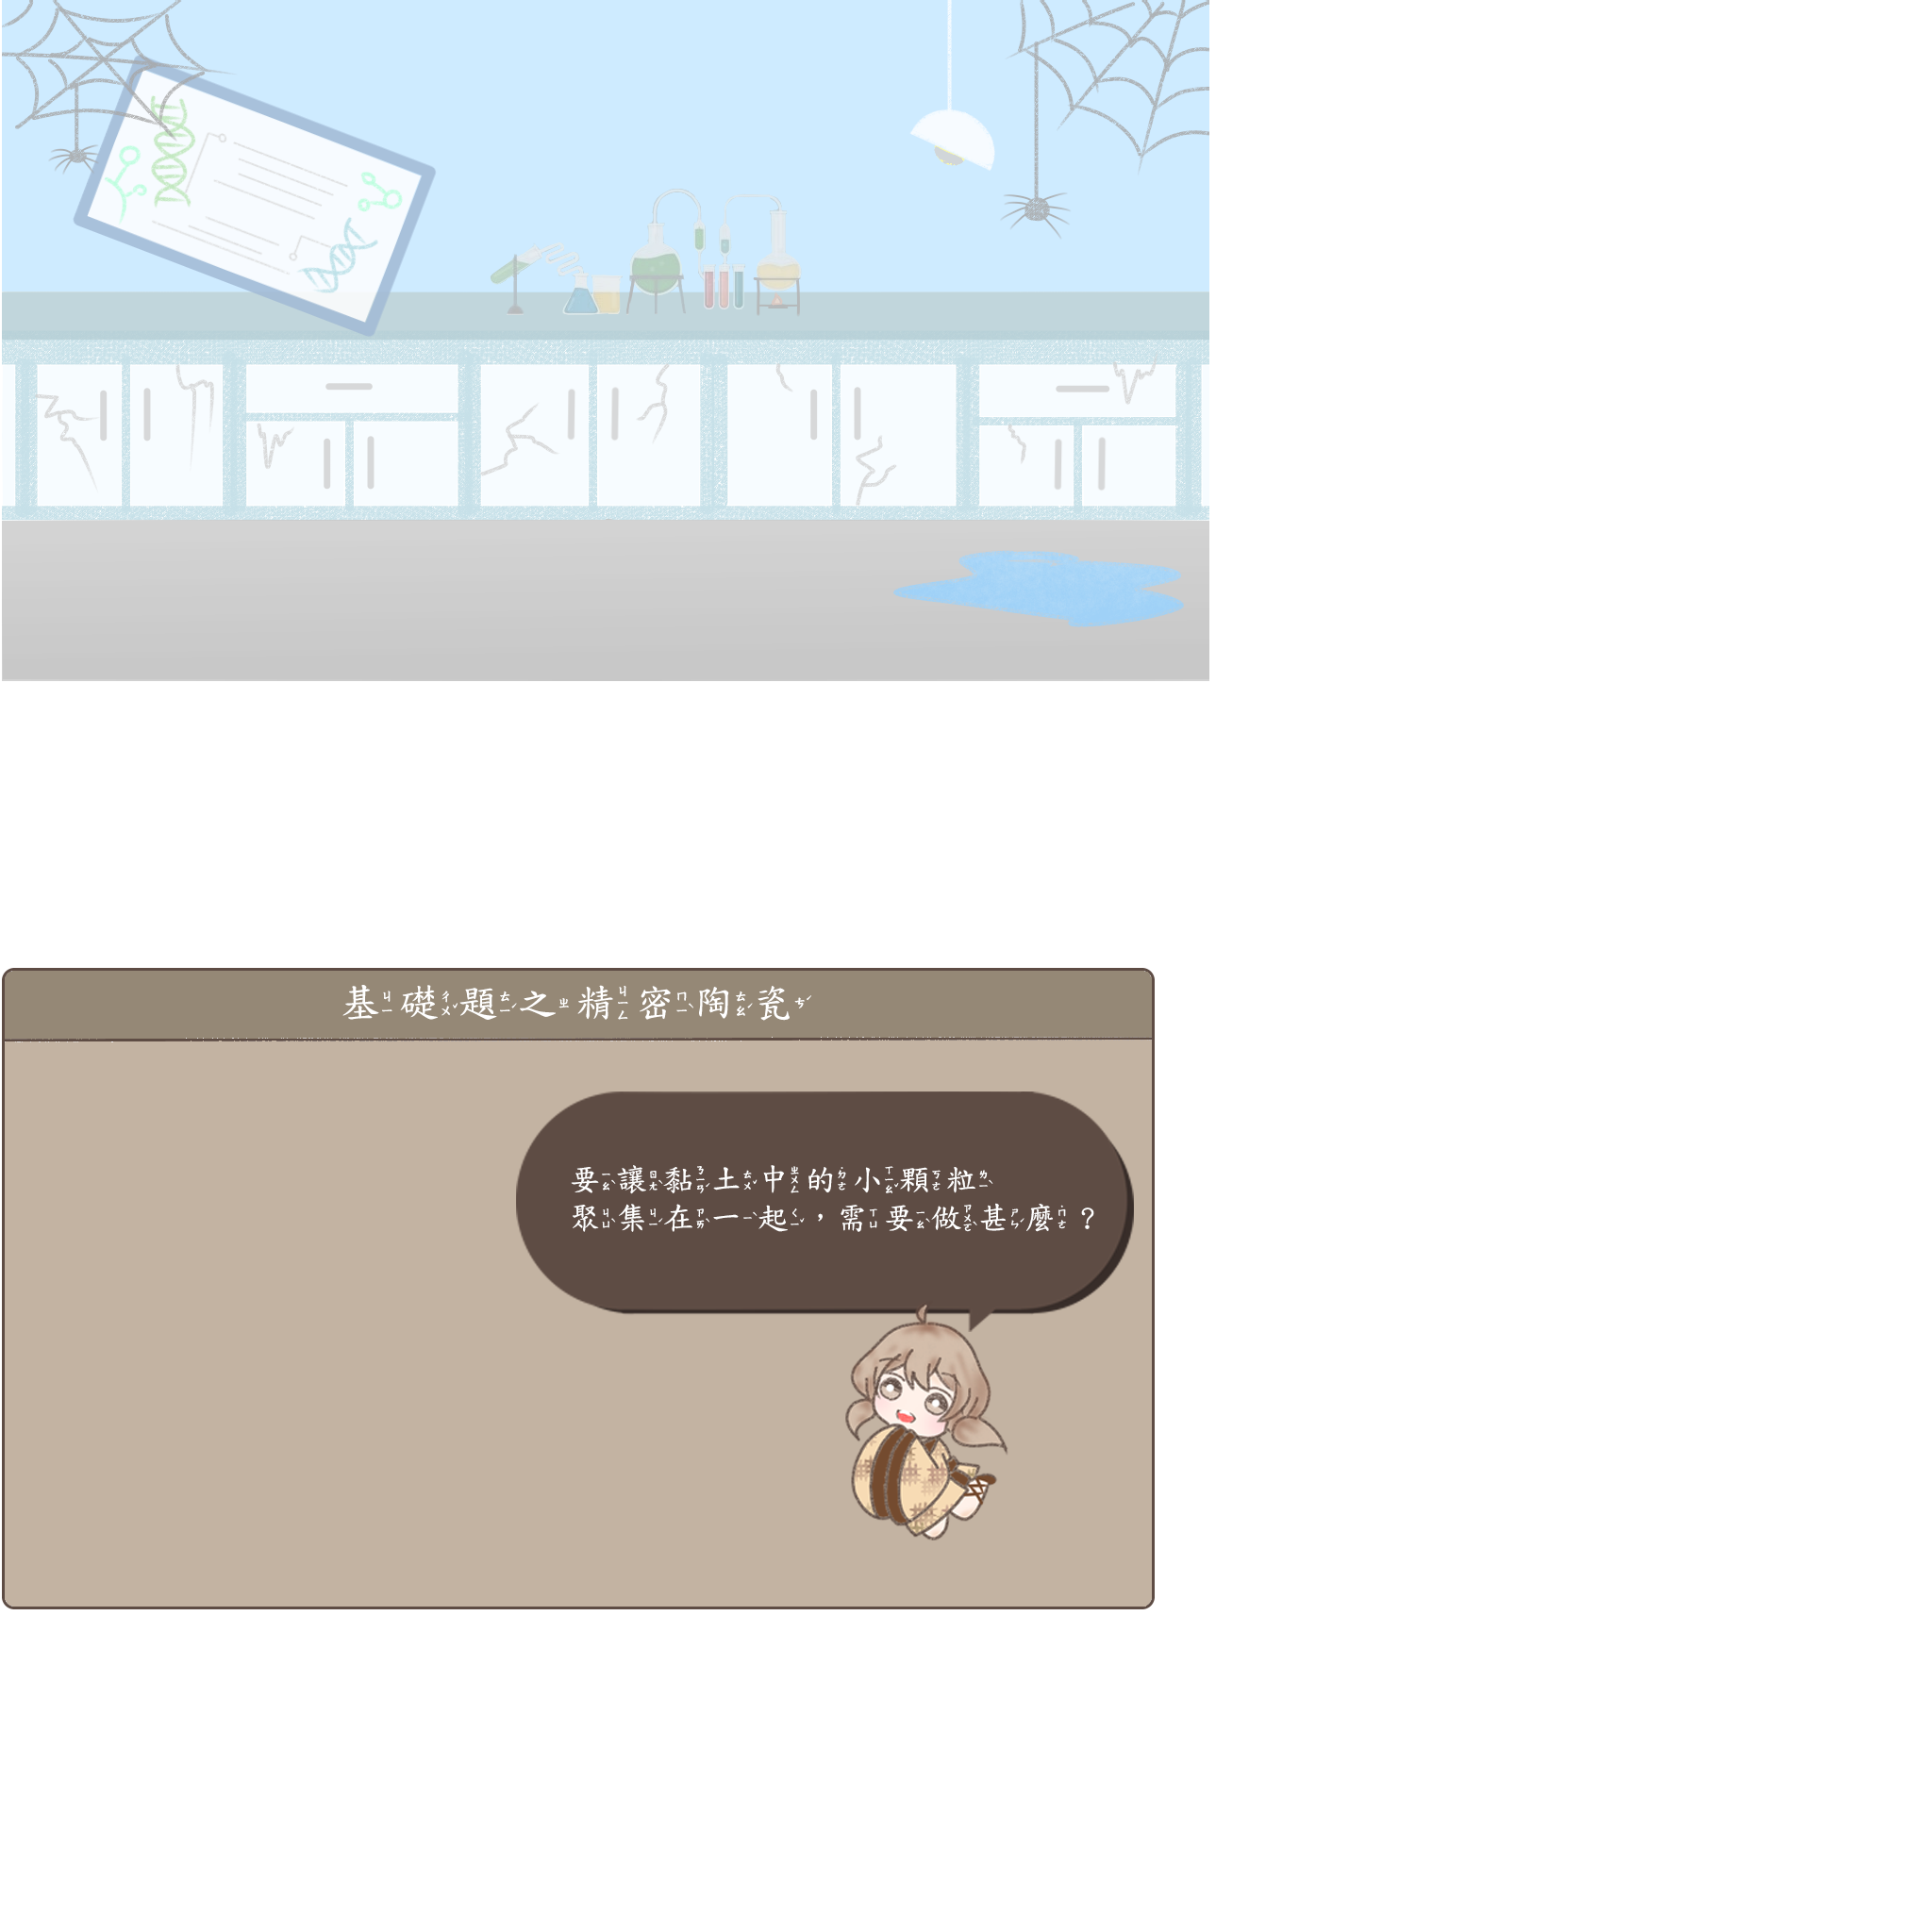 基礎題之精密陶瓷
要讓黏土中的小顆粒
聚集在一起，需要做甚麼？